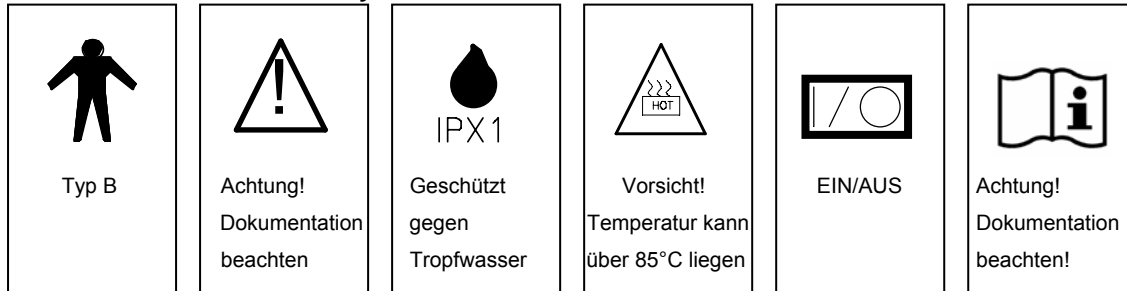 !
IPX1
HOT
I/O
i
Typ B
Achtung!
Dokumentation
beachten
Geschützt
gegen
Tropfwasser
Vorsicht!
Temperatur kann
über 85°C liegen
EIN/AUS
Achtung!
Dokumentation
beachten!